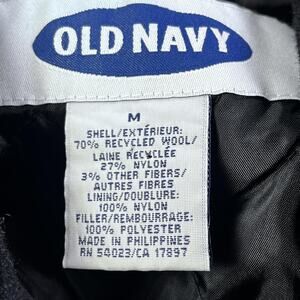 OLD NAVY
M
SHELL/EXTÉRIEUR:
70% RECYCLED WOOL/
LAINE RECYCLÉE
27% NYLON
3% OTHER FIBERS/
AUTRES FIBRES
LINING/DOUBLURE:
100% NYLON
FILLER/REMBOURRAGE:
100% POLYESTER
MADE IN PHILIPPINES
RN 54023/CA 17897